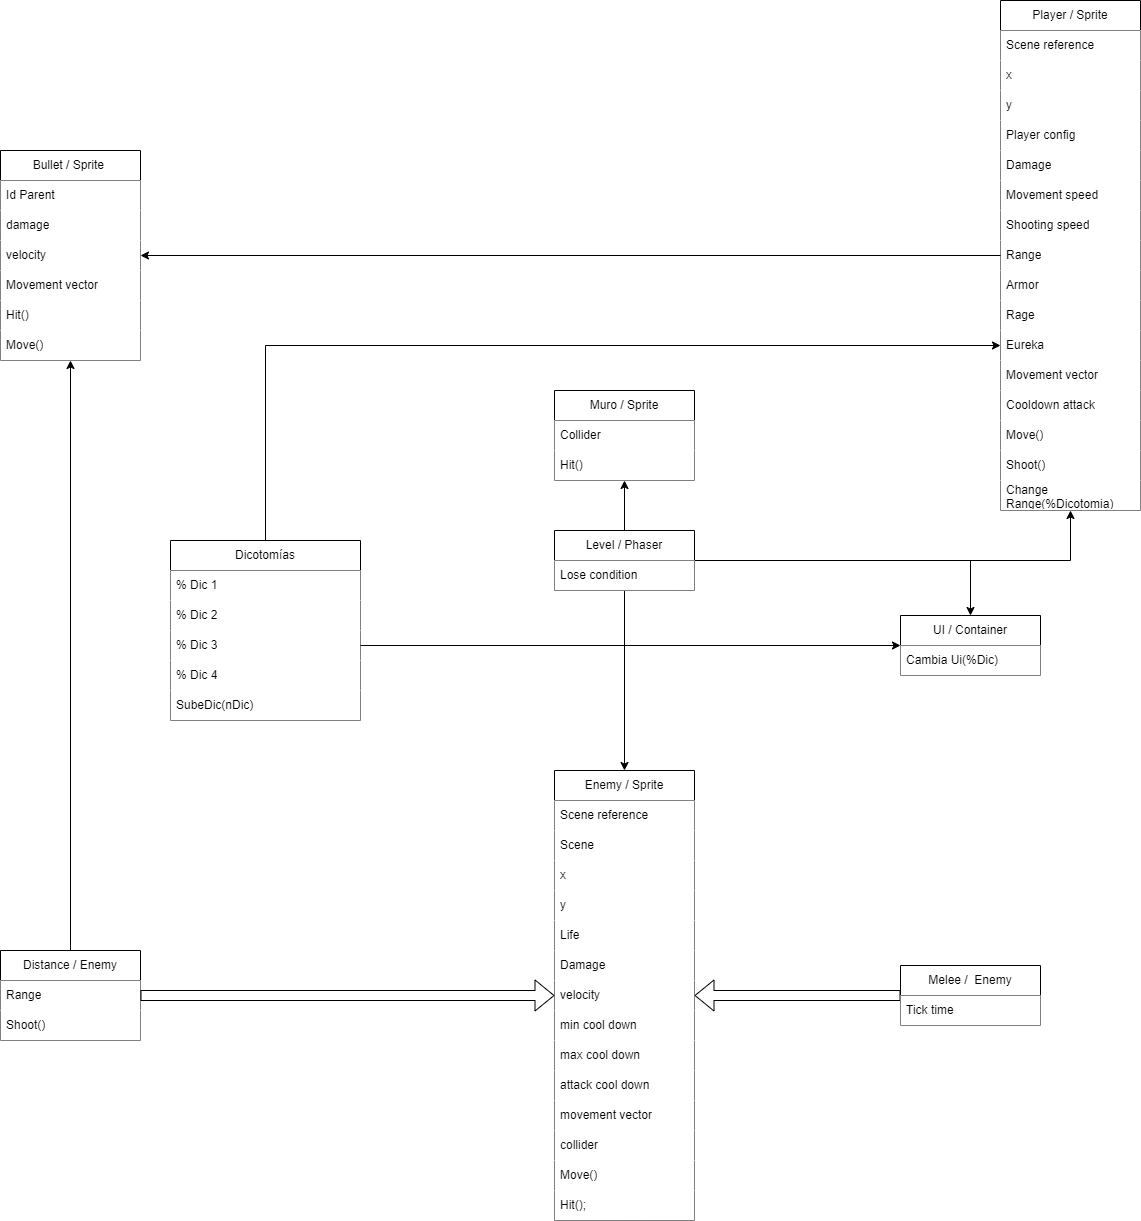 Player / Sprite
Scene reference
x
y
Player config
Damage
Movement speed
Shooting speed
Range
Armor
Rage
Eureka
Movement vector
Cooldown attack
Move()
Shoot()
Change
Range(%Dicotomia)
Bullet / Sprite
Id Parent
damage
velocity
Movement vector
Hit()
Move()
Muro / Sprite
Collider
Hit()
Level / Phaser
Lose condition
Dicotomías
% Dic 1
% Dic 2
% Dic 3
% Dic 4
SubeDic(nDic)
UI / Container
Cambia Ui(%Dic)
Enemy / Sprite
Scene reference
Scene
x
y
Life
Damage
velocity
min cool down
max cool down
attack cool down
movement vector
collider
Move()
Hit();
Distance / Enemy
Range
Shoot()
Melee /  Enemy
Tick time